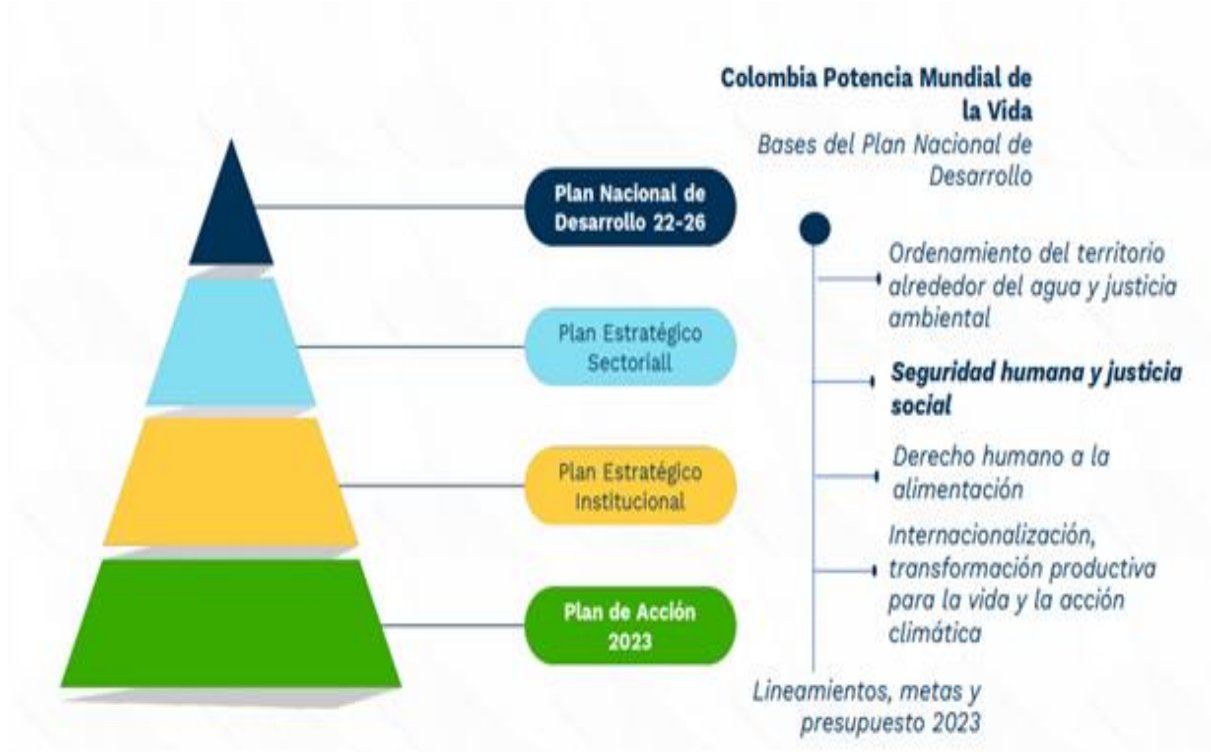 Plan Nacional de
Desarrollo 22-26
Plan Estratégico
Sectoriall
Plan Estratégico
Institucional
Plan de Acción
2023
Colombia Potencia Mundial de
la Vida
Bases del Plan Nacional de
Desarrollo
Ordenamiento del territorio
alrededor del agua y justicia
ambiental
Seguridad humana y justicia
social
Derecho humano a la
alimentación
Internacionalización,
transformación productiva
para la vida y la acción
climática
Lineamientos, metas y
presupuesto 2023